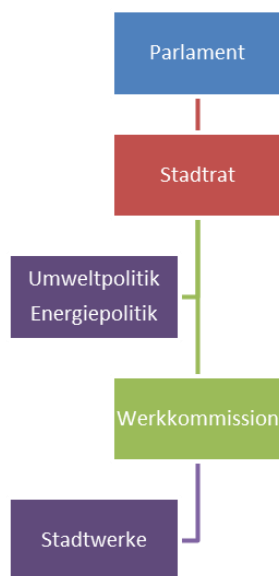 Parlament
Stadtrat
Umweltpolitik
Energiepolitik
Werkkommission
Stadtwerke